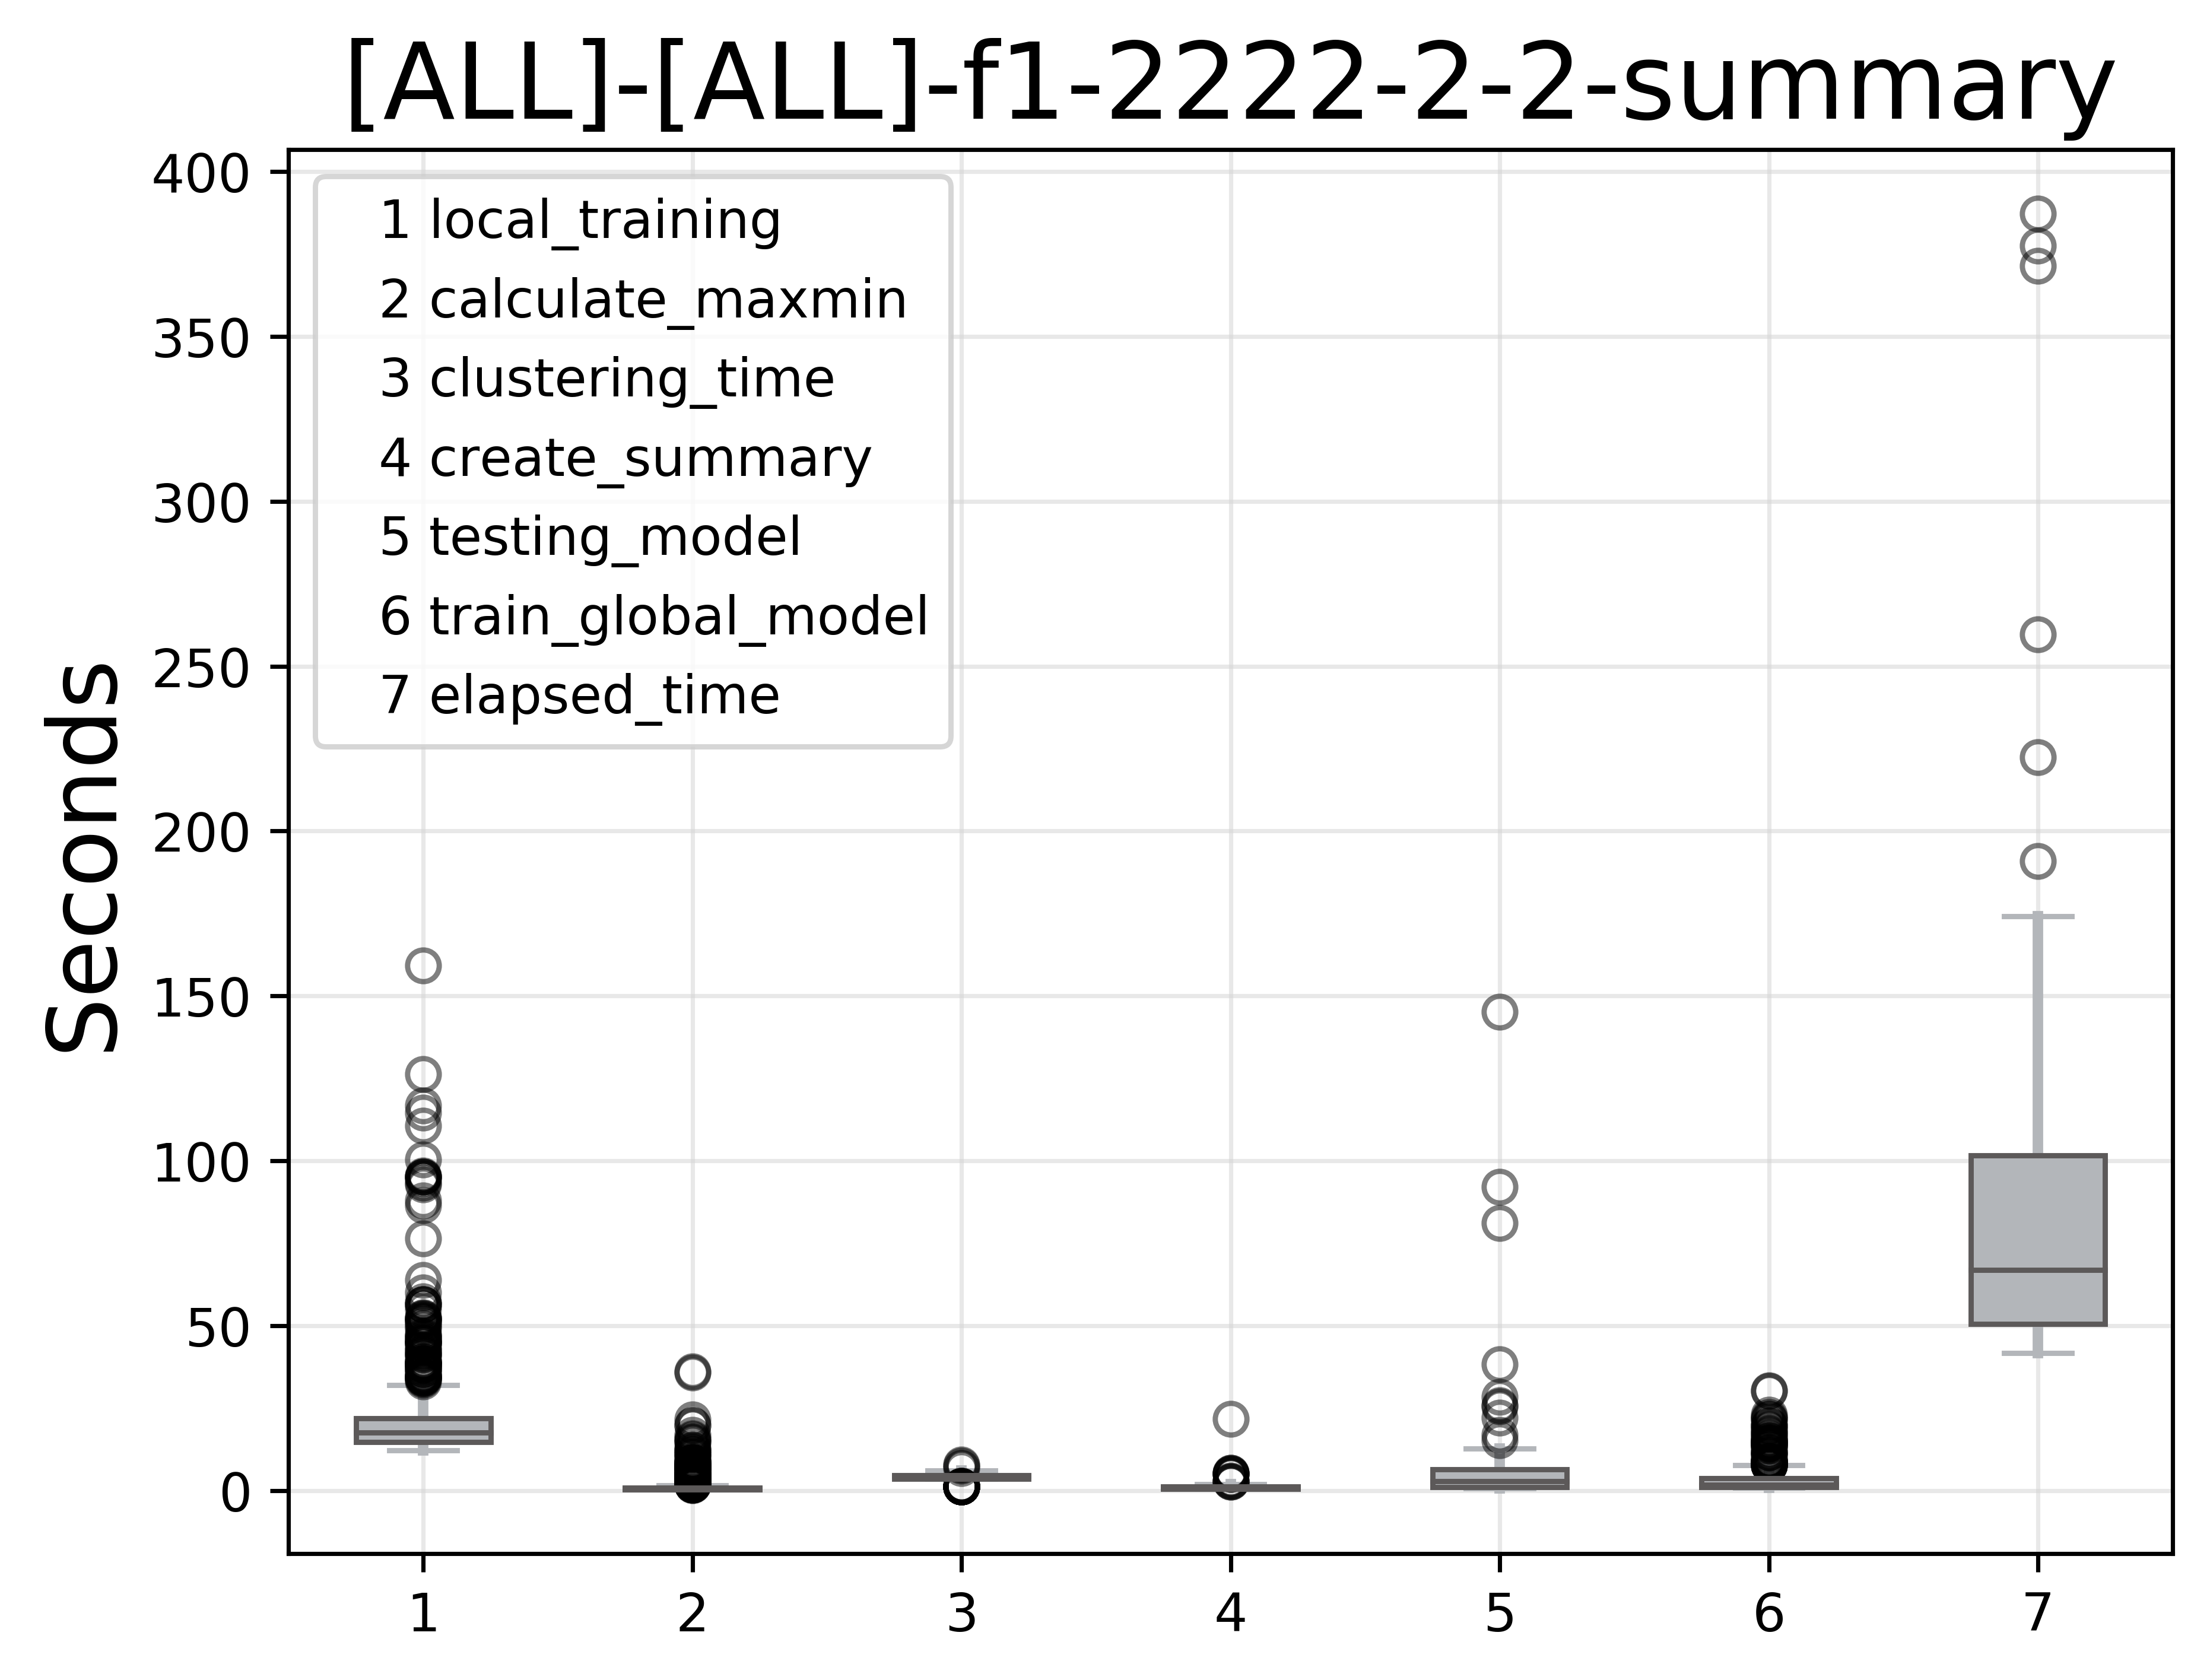 [ALL]-[ALL]-f1-2222-2-2-summary
400
350
300
250
200
150
100
50
0
Seconds
1 local_training
2 calculate_maxmin
3 clustering_time
4 create_summary
5 testing_model
6 train_global_model
7 elapsed_time
1 2 3 4 5 6 7